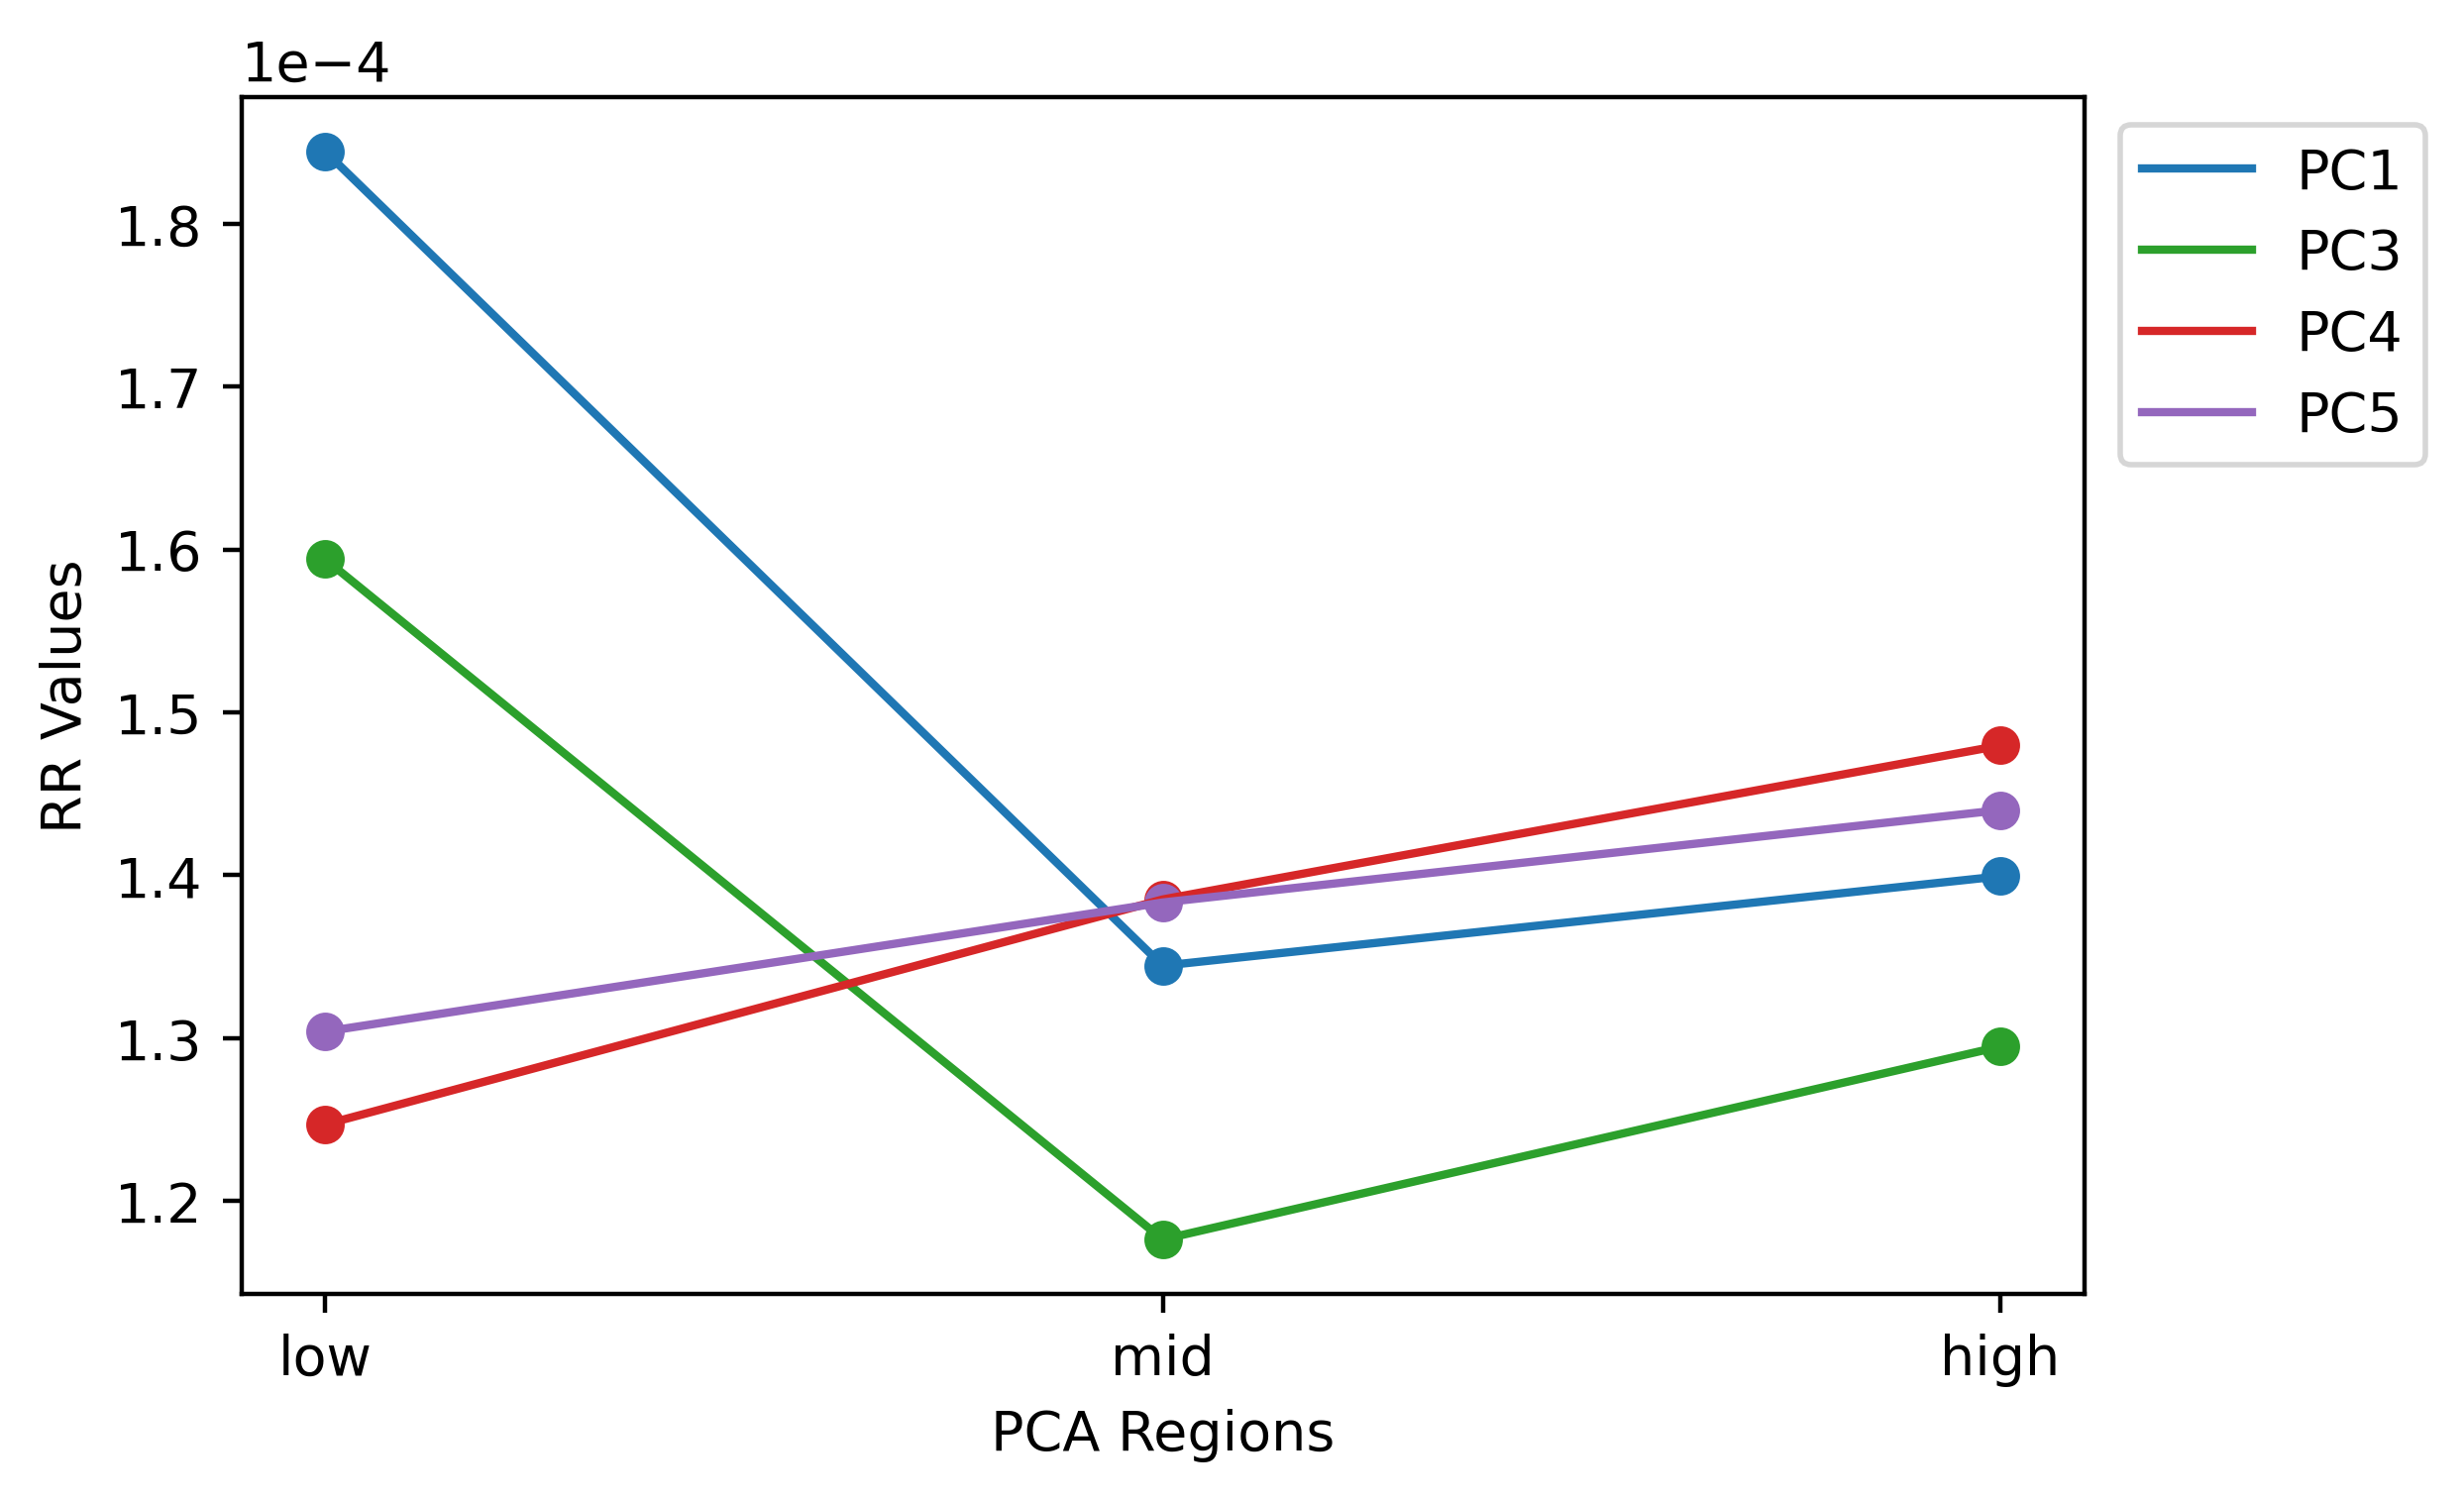 1e−4
1.8
1.7
1.6
1.5
1.4
1.3
1.2
RR Values
low
mid
high
PCA Regions
PC1
PC3
PC4
PC5